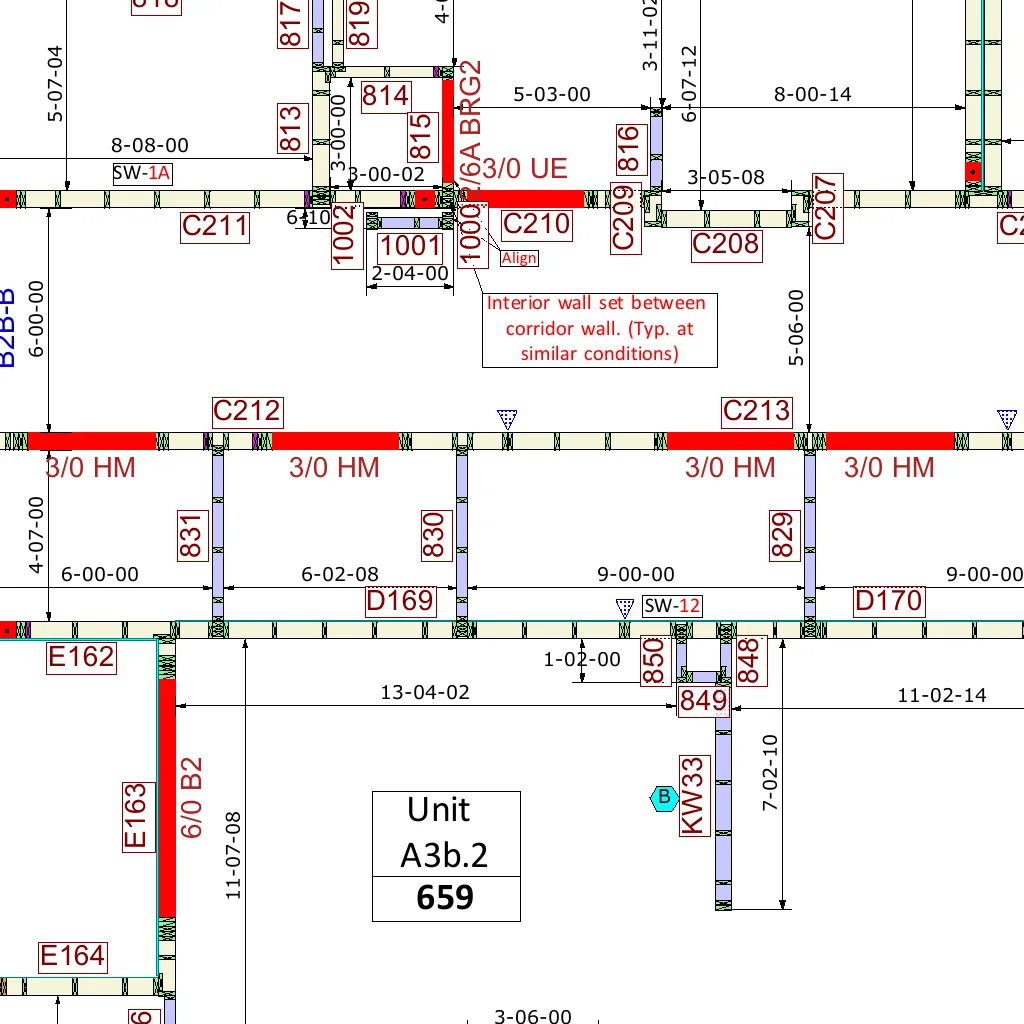 817
819
3-11-02
5-07-04
6-07-12
814
5-03-00
8-00-14
813
3-00-00
815
2/6A BRG2
816
8-08-00
SW-1A
3-00-02
3/0 UE
3-05-08
C211
6-10
1002
1001
1000
C210
C209
C208
C207
Align
2-04-00
B2B-B
6-00-00
Interior wall set between
corridor wall. (Typ. at
similar conditions)
5-06-00
C212
C213
3/0 HM
3/0 HM
3/0 HM
3/0 HM
4-07-00
831
830
829
6-00-00
6-02-08
9-00-00
9-00-00
D169
SW-12
D170
E162
1-02-00
850
848
849
13-04-02
11-02-14
E163
6/0 B2
11-07-08
KW33
B
7-02-10
Unit
A3b.2
659
E164
3-06-00